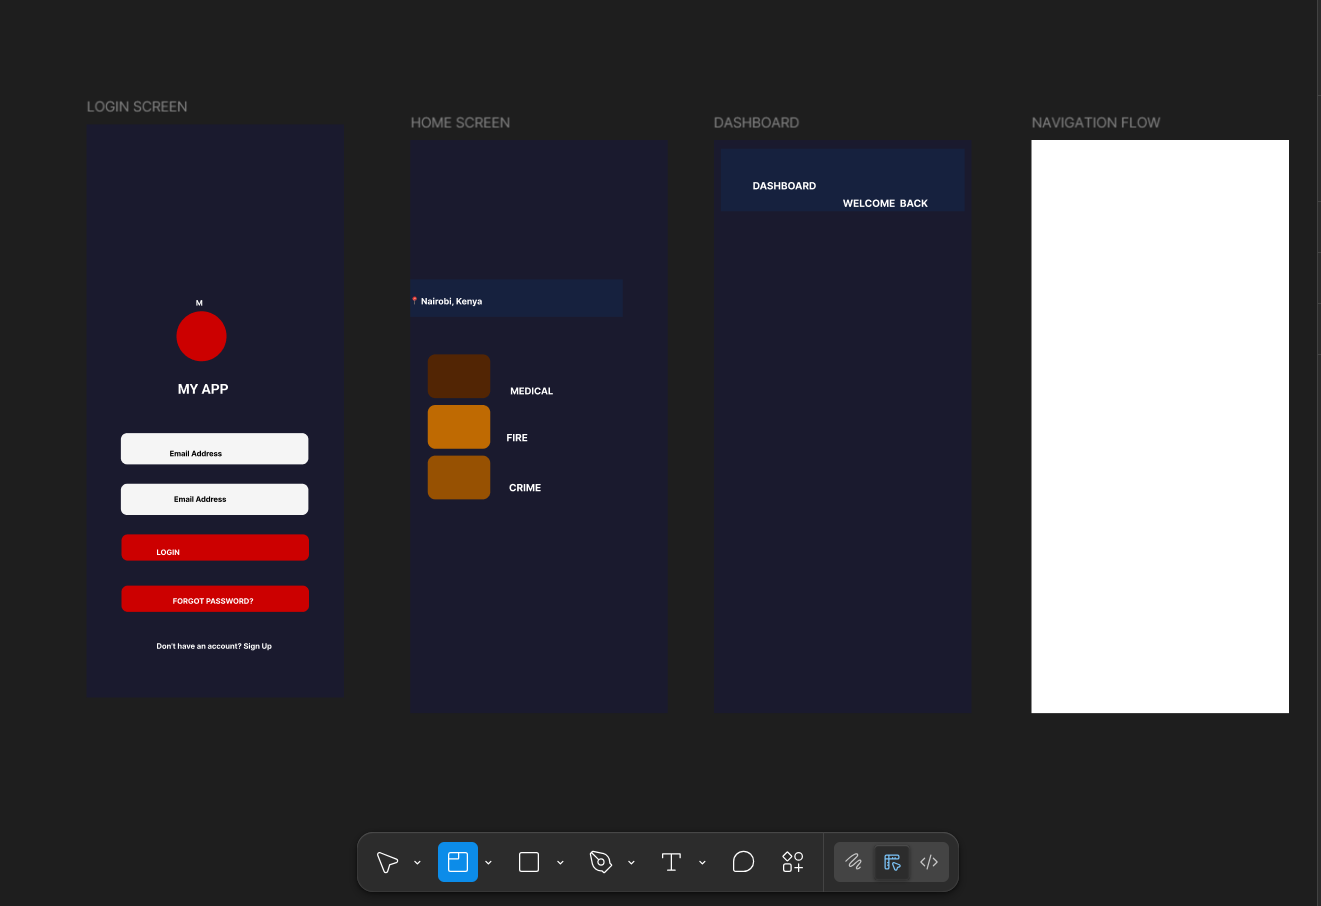 LOGIN SCREEN
HOME SCREEN
DASHBOARD
NAVIGATION FLOW
M
MY APP
Email Address
Email Address
LOGIN
FORGOT PASSWORD?
Don't have an account? Sign Up
📍 Nairobi, Kenya
MEDICAL
FIRE
CRIME
DASHBOARD
WELCOME BACK